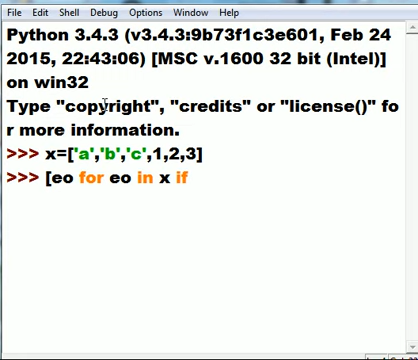 File Edit Shell Debug Options Window Help
Python 3.4.3 (v3.4.3:9b73f1c3e601, Feb 24
2015, 22:43:06) [MSC v.1600 32 bit (Intel)]
on win32
Type "copyright", "credits" or "license()" fo
r more information.
>>> x=['a','b','c',1,2,3]
>>> [eo for eo in x if